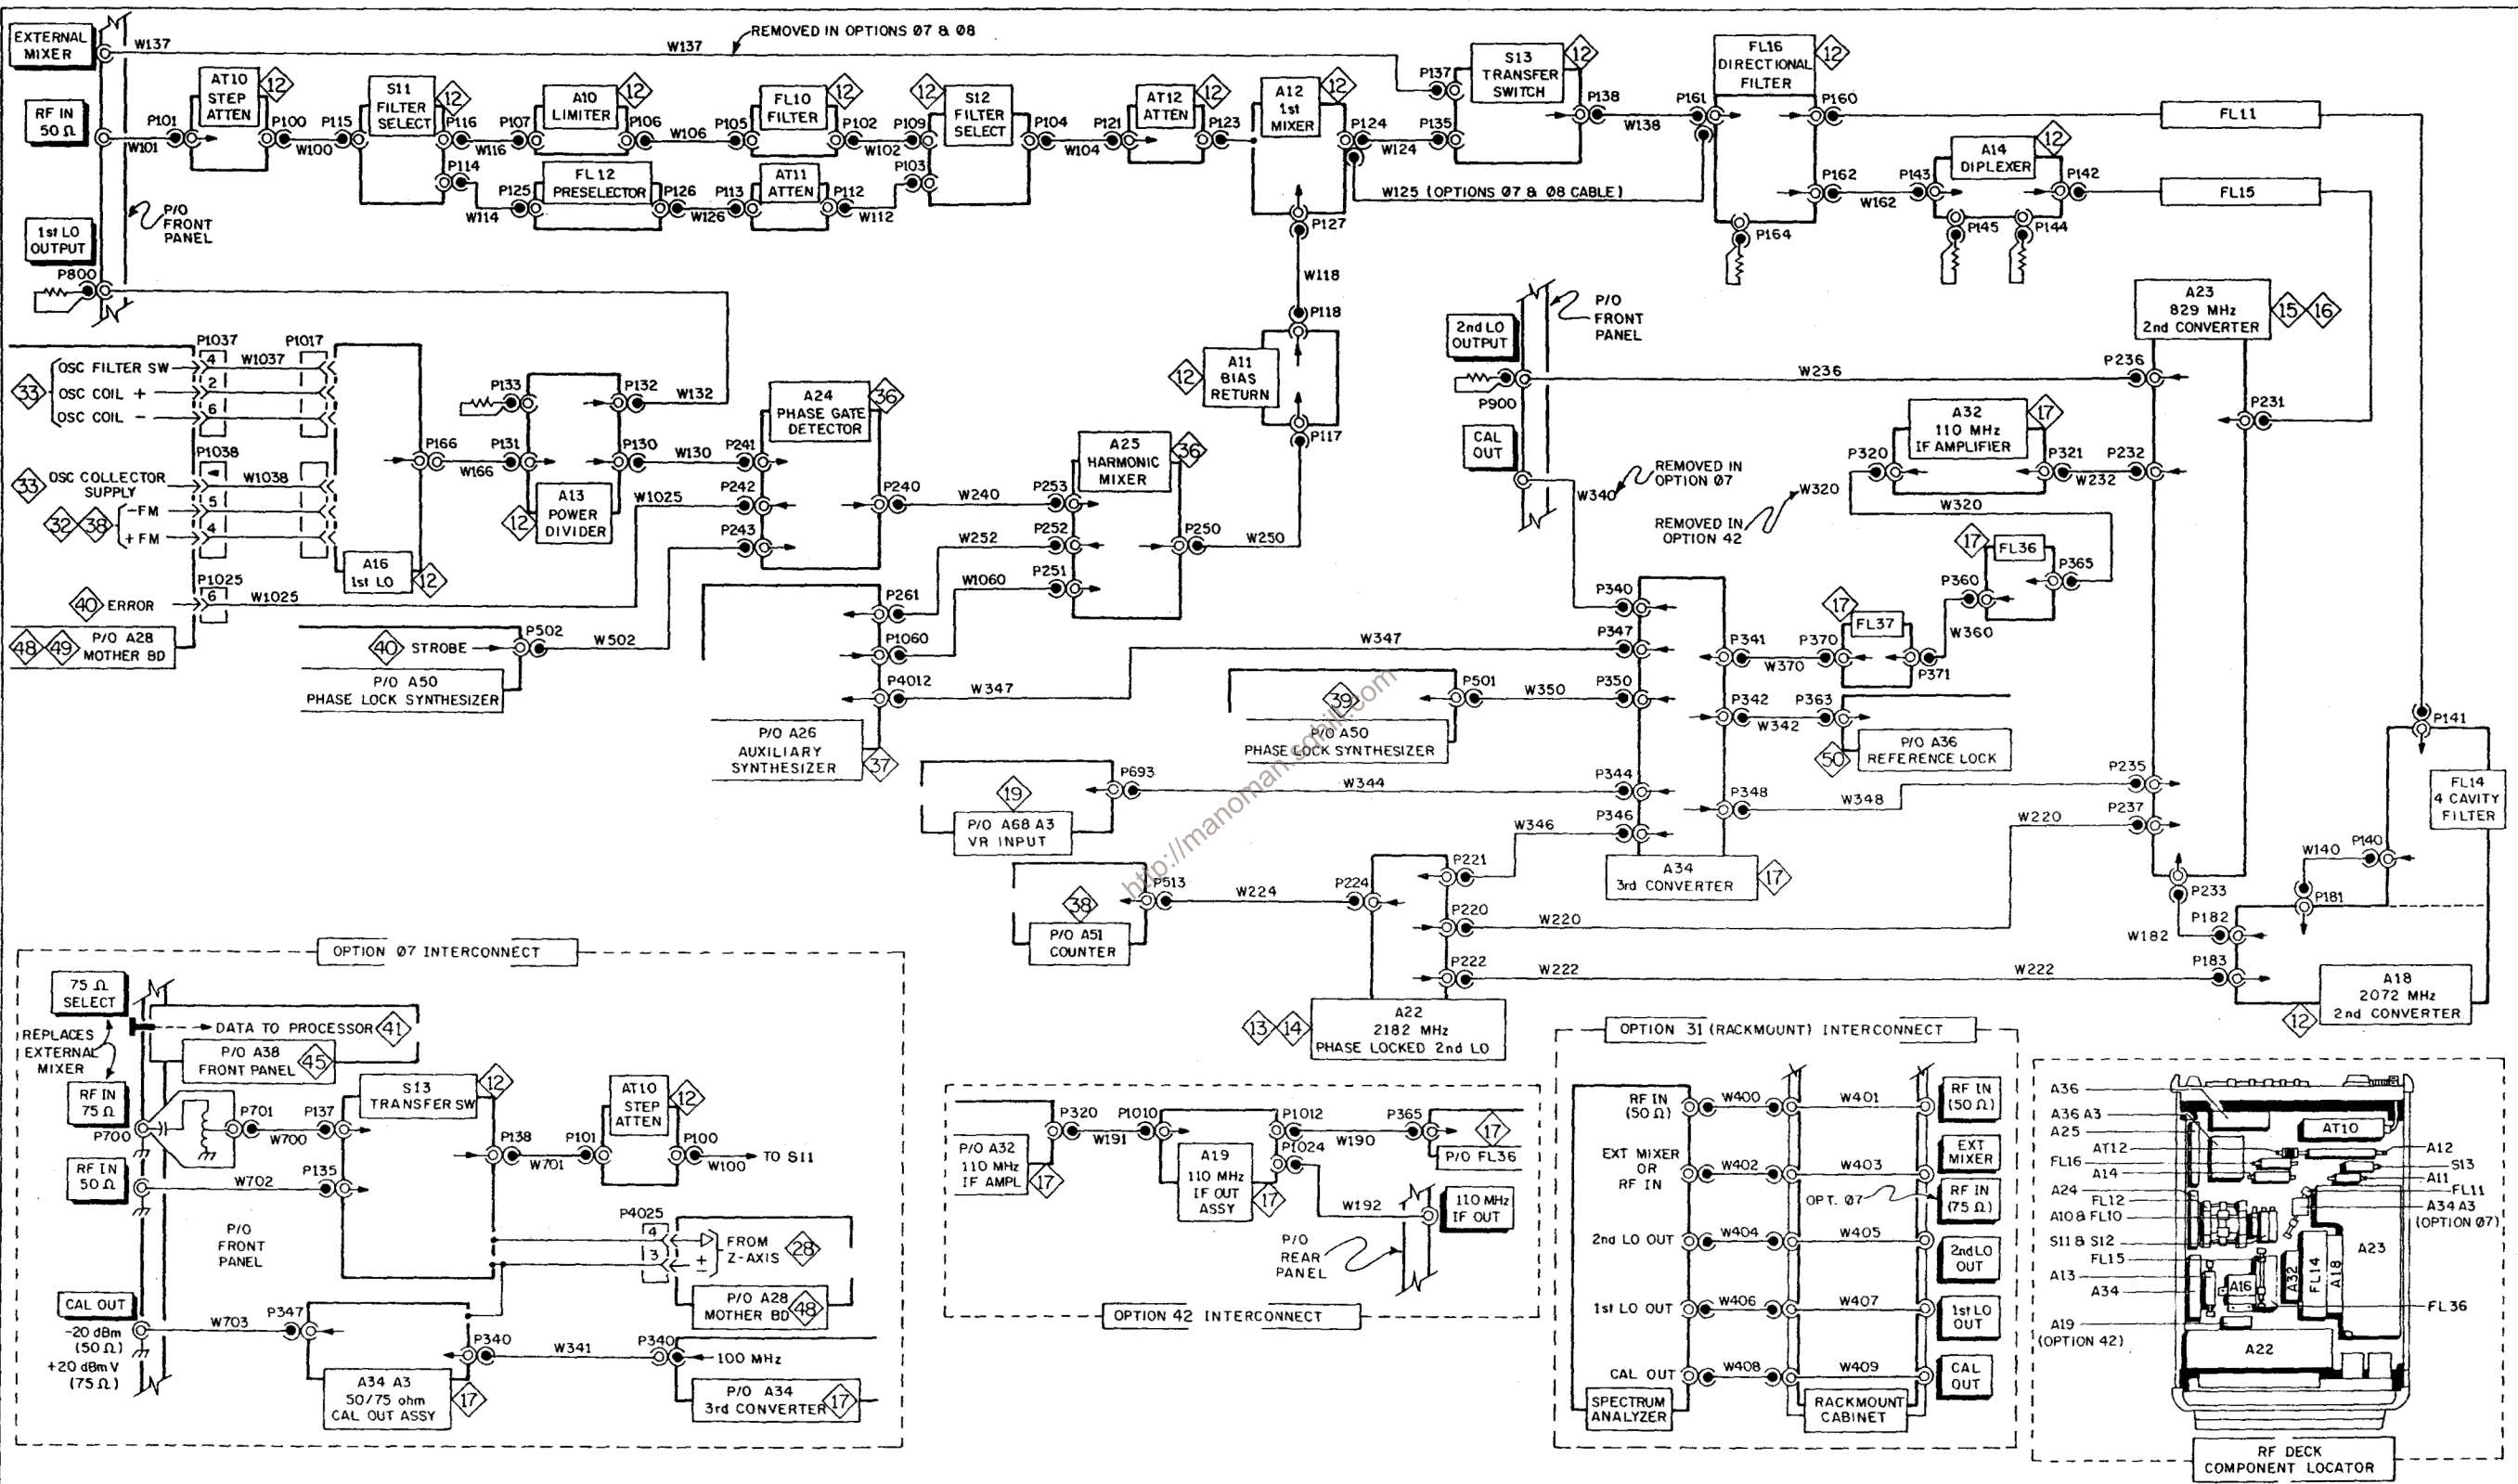 EXTERNAL
MIXER
W137
W137
REMOVED IN OPTIONS 07 & 08
RF IN
50 Ω
P101
W101
AT10
STEP
ATTEN
12
P100
W100
P115
S11
FILTER
SELECT
12
P116
W116
P107
A10
LIMITER
12
P106
W106
P105
FL10
FILTER
12
P102
W102
P109
12
S12
FILTER
SELECT
P104
W104
P121
AT12
ATTEN
12
P123
A12
1st
MIXER
12
P124
W124
P135
P137
S13
TRANSFER
SWITCH
12
P138
W138
P161
FL16
DIRECTIONAL
FILTER
12
P160
FL11
P114
W114
P125
FL12
PRESELECTOR
P126
W126
P113
AT11
ATTEN
P112
W112
P103
W125 (OPTIONS 07 & 08 CABLE)
P162
W162
P143
A14
DIPLEXER
12
P142
FL15
P164
P145
P144
P127
W118
P118
A11
BIAS
RETURN
12
P117
1st LO
OUTPUT
P/O
FRONT
PANEL
P800
P1037
P1017
33
OSC FILTER SW
4
W1037
OSC COIL +
2
OSC COIL -
6
P1038
33
OSC COLLECTOR
SUPPLY
W1038
32
38
-FM
5
+FM
4
A16
1st LO
12
P166
W166
P133
P131
P132
W132
P130
W130
A13
POWER
DIVIDER
12
P1025
40
ERROR
6
W1025
W1025
48
49
P/O A28
MOTHER BD
40
STROBE
P502
W502
P/O A50
PHASE LOCK SYNTHESIZER
P241
P242
P243
A24
PHASE GATE
DETECTOR
36
P240
W240
P253
A25
HARMONIC
MIXER
36
W252
P252
P250
W250
W1060
P251
P261
P1060
P4012
W347
W347
P/O A26
AUXILIARY
SYNTHESIZER
37
2nd LO
OUTPUT
P/O
FRONT
PANEL
P900
W236
P236
A23
829 MHz
2nd CONVERTER
15
16
P231
CAL
OUT
W340
REMOVED IN
OPTION 07
W320
REMOVED IN
OPTION 42
A32
110 MHz
IF AMPLIFIER
17
P320
P321
W232
P232
W320
17
FL36
P365
P360
W360
17
FL37
P371
P370
W370
P341
P340
P347
39
P501
W350
P350
P/O A50
PHASE LOCK SYNTHESIZER
P342
W342
P363
50
P/O A36
REFERENCE LOCK
P693
W344
P344
19
P/O A68 A3
VR INPUT
P348
W348
P235
W346
P346
A34
3rd CONVERTER
17
P237
W220
P513
W224
P224
38
P/O A51
COUNTER
P221
P220
W220
P222
W222
W222
P183
13
14
A22
2182 MHz
PHASE LOCKED 2nd LO
P141
FL14
4 CAVITY
FILTER
W140
P140
P181
P233
P182
W182
A18
2072 MHz
2nd CONVERTER
12
http://manoman.sqhill.com
OPTION 07 INTERCONNECT
75 Ω
SELECT
REPLACES
EXTERNAL
MIXER
DATA TO PROCESSOR
41
P/O A38
FRONT PANEL
45
RF IN
75 Ω
P700
P701
W700
P137
S13
TRANSFER SW
12
P138
W701
P101
AT10
STEP
ATTEN
12
P100
W100
TO S11
RF IN
50 Ω
W702
P135
P/O
FRONT
PANEL
P4025
4
3
+
-
FROM
Z-AXIS
28
P/O A28
MOTHER BD
48
CAL OUT
-20 dBm
(50 Ω)
+20 dBmV
(75 Ω)
W703
P347
A34 A3
50/75 ohm
CAL OUT ASSY
17
P340
W341
P340
100 MHz
P/O A34
3rd CONVERTER
17
P320
W191
P1010
P/O A32
110 MHz
IF AMPL
17
A19
110 MHz
IF OUT
ASSY
17
P1012
W190
P365
17
P/O FL36
P1024
W192
110 MHz
IF OUT
P/O
REAR
PANEL
OPTION 42 INTERCONNECT
OPTION 31 (RACKMOUNT) INTERCONNECT
RF IN
(50 Ω)
W400
W401
RF IN
(50 Ω)
EXT MIXER
OR
RF IN
W402
W403
EXT
MIXER
OPT. 07
RF IN
(75 Ω)
2nd LO OUT
W404
W405
2nd LO
OUT
1st LO OUT
W406
W407
1st LO
OUT
CAL OUT
W408
W409
CAL
OUT
SPECTRUM
ANALYZER
RACKMOUNT
CABINET
A36
A36 A3
A25
AT12
FL16
A14
A24
FL12
A10 & FL10
S11 & S12
FL15
A13
A34
A19
(OPTION 42)
AT10
A12
S13
A11
FL11
A34 A3
(OPTION 07)
A23
A16
A32
FL14
A18
FL36
A22
RF DECK
COMPONENT LOCATOR